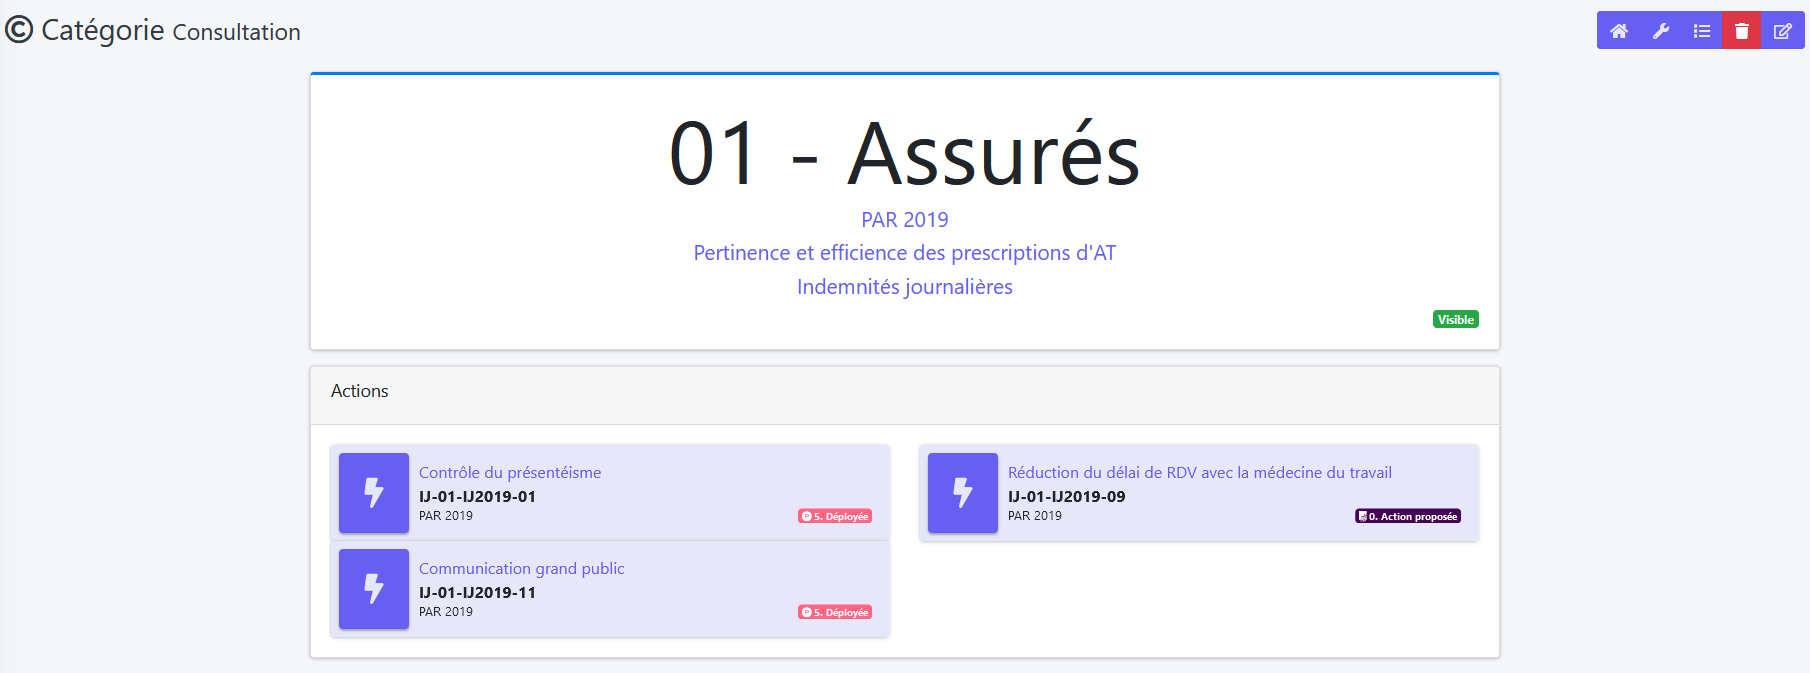 © Catégorie Consultation
01 - Assurés
PAR 2019
Pertinence et efficience des prescriptions d'AT
Indemnités journalières
Visible
Actions
Contrôle du présentéisme
IJ-01-IJ2019-01
PAR 2019
5. Déployée
Réduction du délai de RDV avec la médecine du travail
IJ-01-IJ2019-09
PAR 2019
0. Action proposée
Communication grand public
IJ-01-IJ2019-11
PAR 2019
5. Déployée